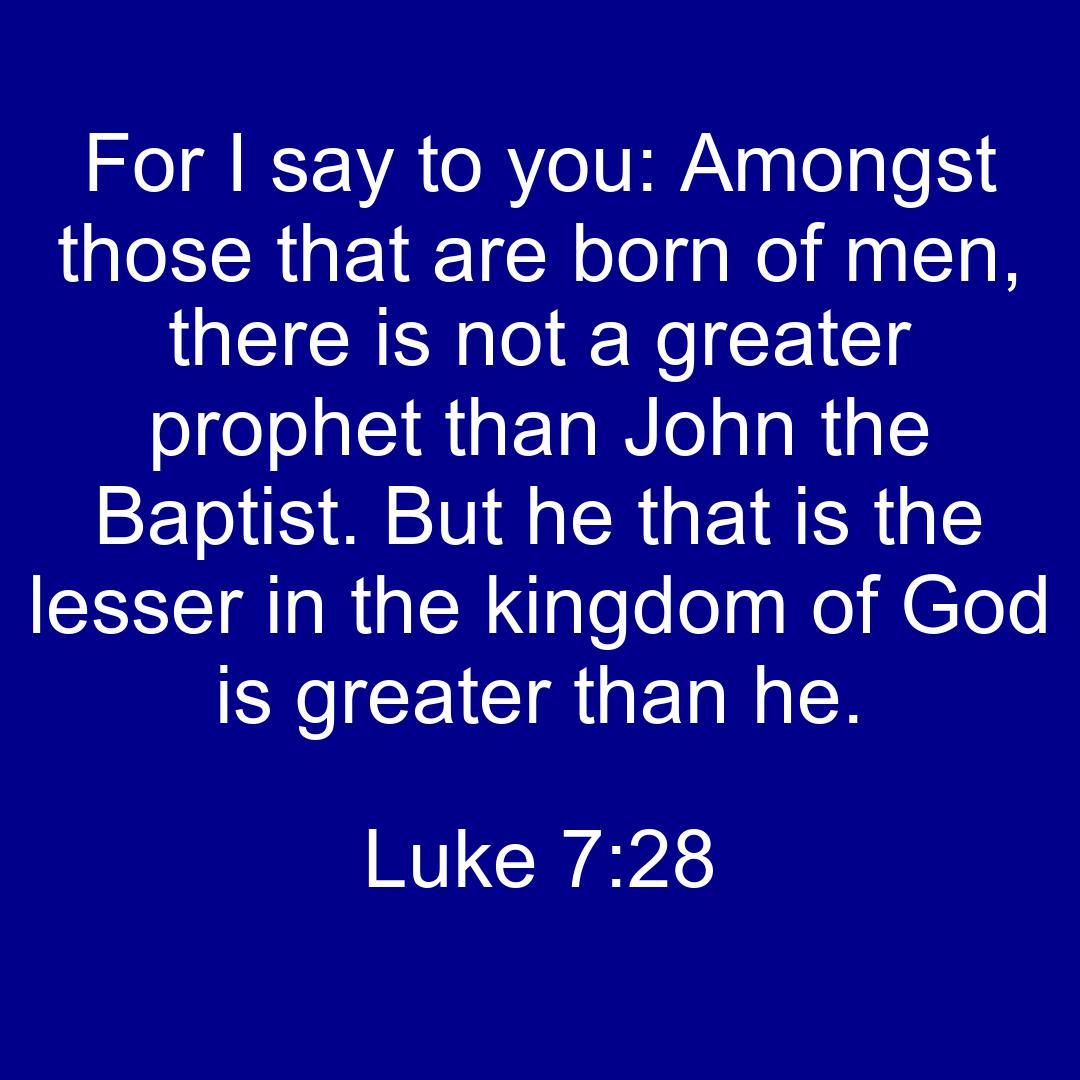 For I say to you: Amongst
those that are born of men,
there is not a greater
prophet than John the
Baptist. But he that is the
lesser in the kingdom of God
is greater than he.
Luke 7:28